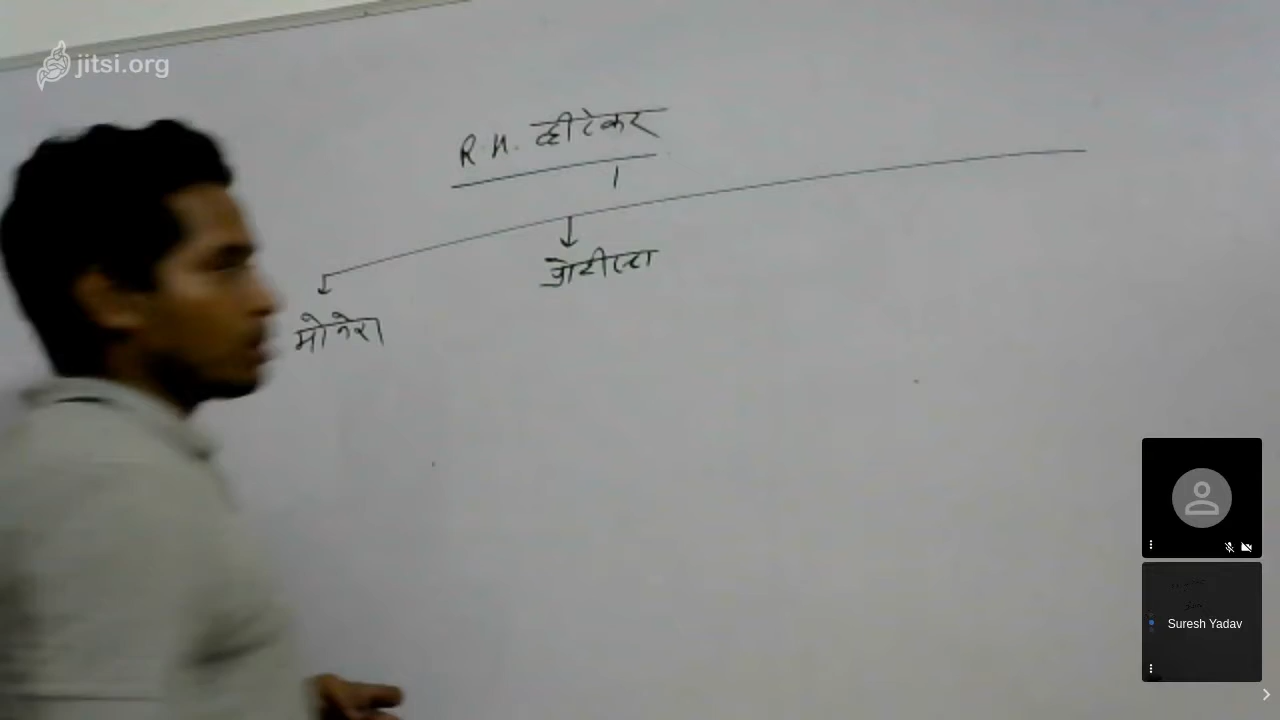 jitsi.org
R.H. व्हीटेकर
प्रोटीस्टा
मोनेरा
Suresh Yadav